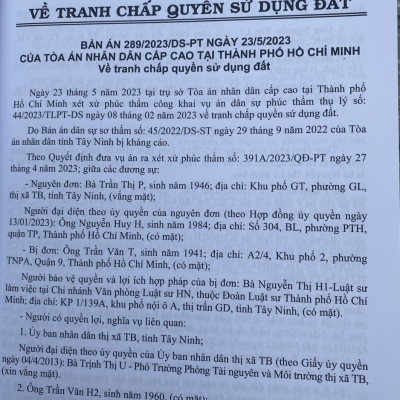 VỀ TRANH CHẤP QUYỀN SỬ DỤNG ĐẤT
BẢN ÁN 289/2023/DS-PT NGÀY 23/5/2023
CỦA TÒA ÁN NHÂN DÂN CẤP CAO TẠI THÀNH PHỐ HỒ CHÍ MINH
Về tranh chấp quyền sử dụng đất
Ngày 23 tháng 5 năm 2023 tại trụ sở Tòa án nhân dân cấp cao tại Thành phố
Hồ Chí Minh xét xử phúc thẩm công khai vụ án dân sự phúc thẩm thụ lý số:
44/2023/TLPT-DS ngày 08 tháng 02 năm 2023 về tranh chấp quyền sử dụng đất.
Do Bản án dân sự sơ thẩm số: 45/2022/DS-ST ngày 29 tháng 9 năm 2022 của Tòa
án nhân dân tỉnh Tây Ninh bị kháng cáo.
Theo Quyết định đưa vụ án ra xét xử phúc thẩm số: 391A/2023/QĐ-PT ngày 27
tháng 4 năm 2023; giữa các đương sự:
- Nguyên đơn: Bà Trần Thị P, sinh năm 1946; địa chỉ: Khu phố GT, phường GL,
thị xã TB, tỉnh Tây Ninh, (vắng mặt);
Người đại diện theo ủy quyền của nguyên đơn (theo Hợp đồng ủy quyền ngày
13/01/2023): Ông Nguyễn Huy H, sinh năm 1984; địa chỉ: Số 304, BL, phường PTH,
quận TP, Thành phố Hồ Chí Minh, (có mặt);
- Bị đơn: Ông Trần Văn T, sinh năm 1941; địa chỉ: A2/4, Khu phố 2, phường
TNPA, Quận 9, Thành phố Hồ Chí Minh, (có mặt);
Người bảo vệ quyền và lợi ích hợp pháp của bị đơn: Bà Nguyễn Thị H1-Luật sư
làm việc tại Chi nhánh Văn phòng Luật sư HN, thuộc Đoàn Luật sư Thành phố Hồ Chí
Minh; địa chỉ: KP 1/139A, khu phố nội ô A, thị trấn GD, tỉnh Tây Ninh, (có mặt).
- Người có quyền lợi, nghĩa vụ liên quan:
1. Ủy ban nhân dân thị xã TB, tỉnh Tây Ninh;
Người đại diện theo ủy quyền của Ủy ban nhân dân thị xã TB (theo Giấy ủy quyền
ngày 04/4/2013): Bà Trịnh Thị U - Phó Trưởng Phòng Tài nguyên và Môi trường thị xã TB,
(xin vắng mặt).
2. Ông Trần Văn H2, sinh năm 1960, (có mặt);